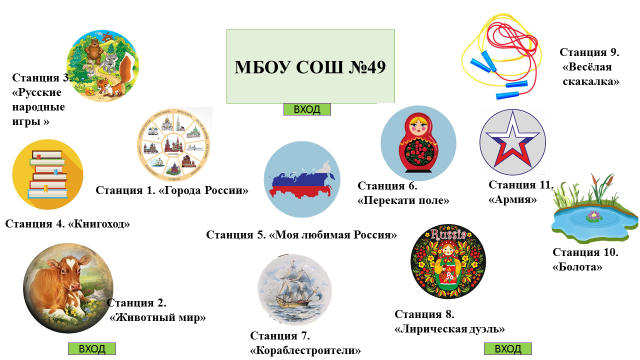 МБОУ СОШ №49
ВХОД
Станция 9.
«Весёлая
скакалка»
Станция 3.
«Русские
народные
игры »
Станция 1. «Города России»
Станция 6.
«Перекати поле»
Станция 11.
«Армия»
Станция 4. «Книгоход»
Станция 5. «Моя любимая Россия»
Russia
Станция 10.
«Болота»
Станция 2.
«Животный мир»
Станция 8.
«Лирическая дуэль»
Станция 7.
«Кораблестроители»
ВХОД
ВХОД